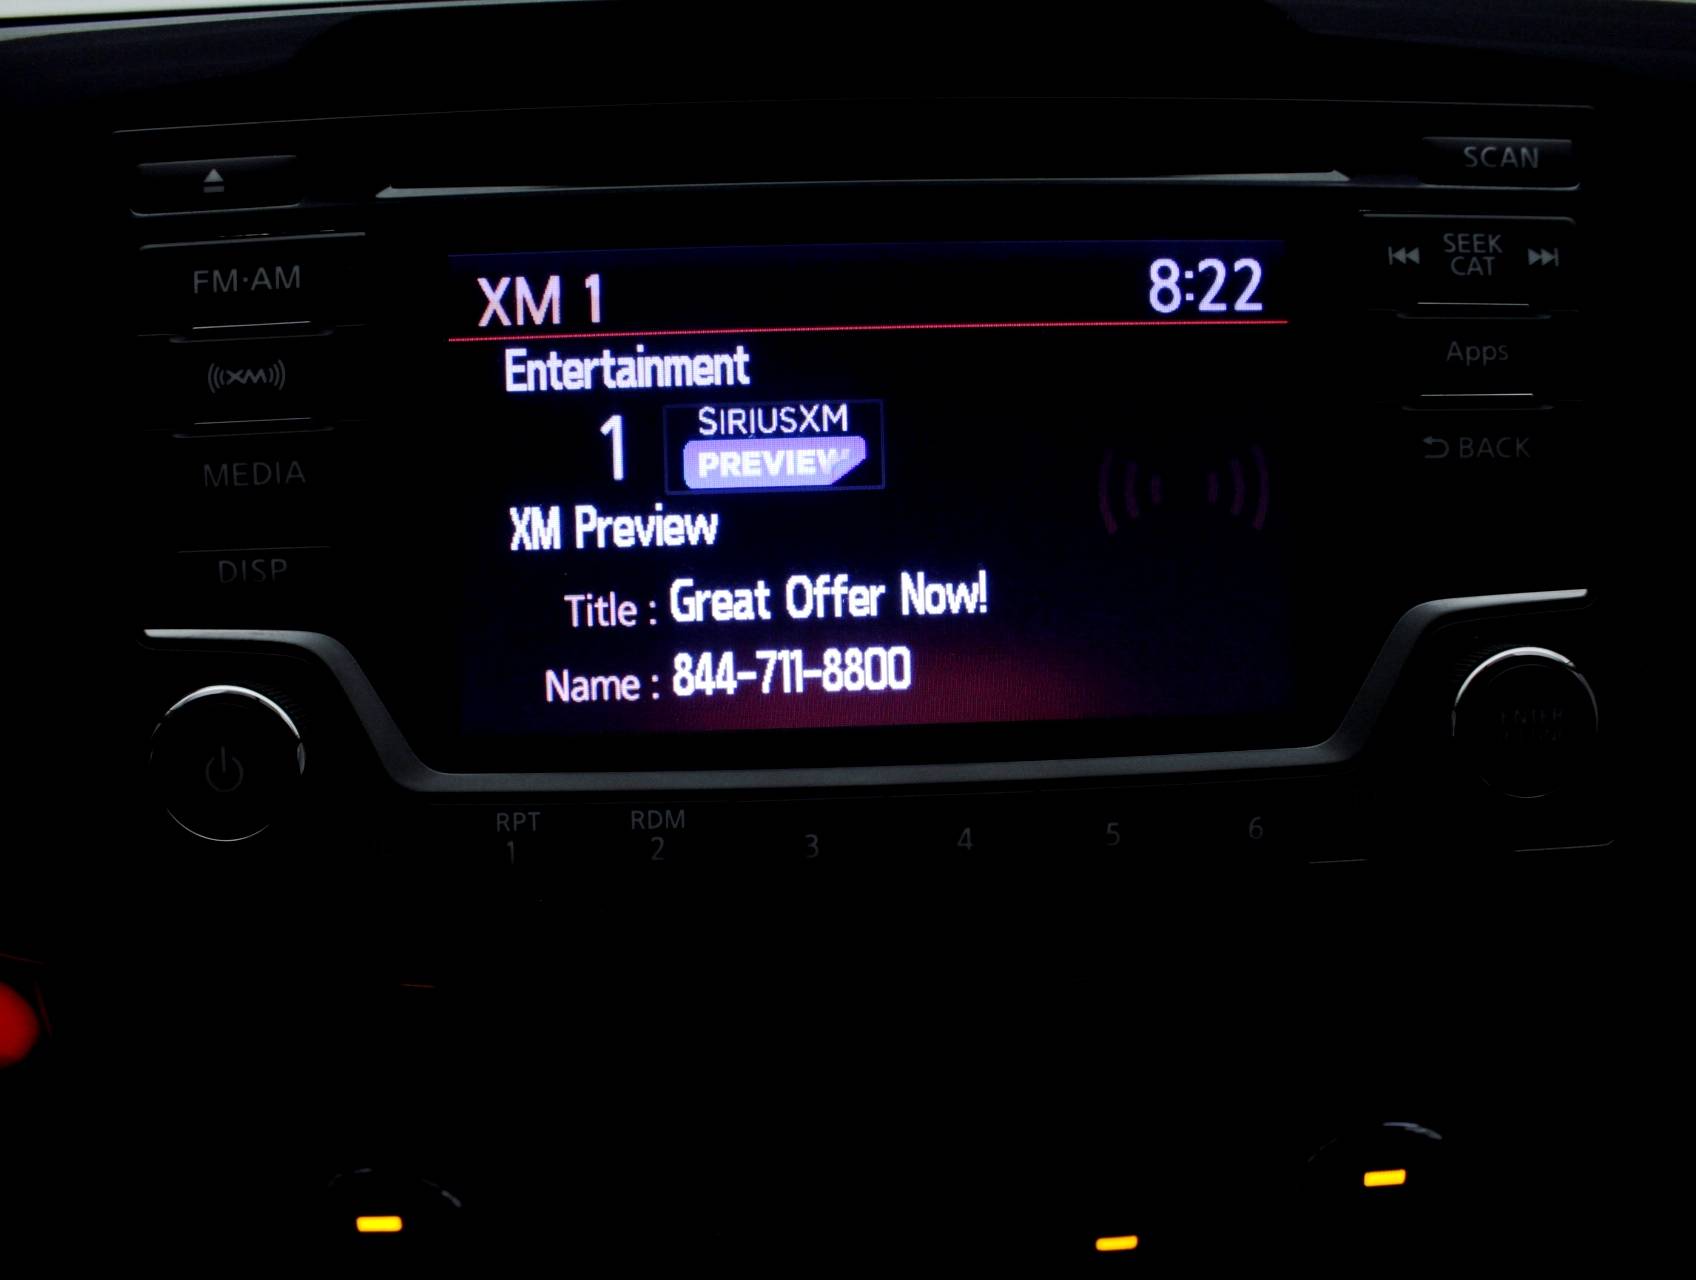 SCAN
FM·AM
SEEK
CAT
XM 1
8:22
Entertainment
XM
1
SIRIUSXM
PREVIEW
Apps
MEDIA
BACK
XM Preview
DISP
Title : Great Offer Now!
Name : 844-711-8800
ENTER
RPT
RDM
1
2
3
4
5
6